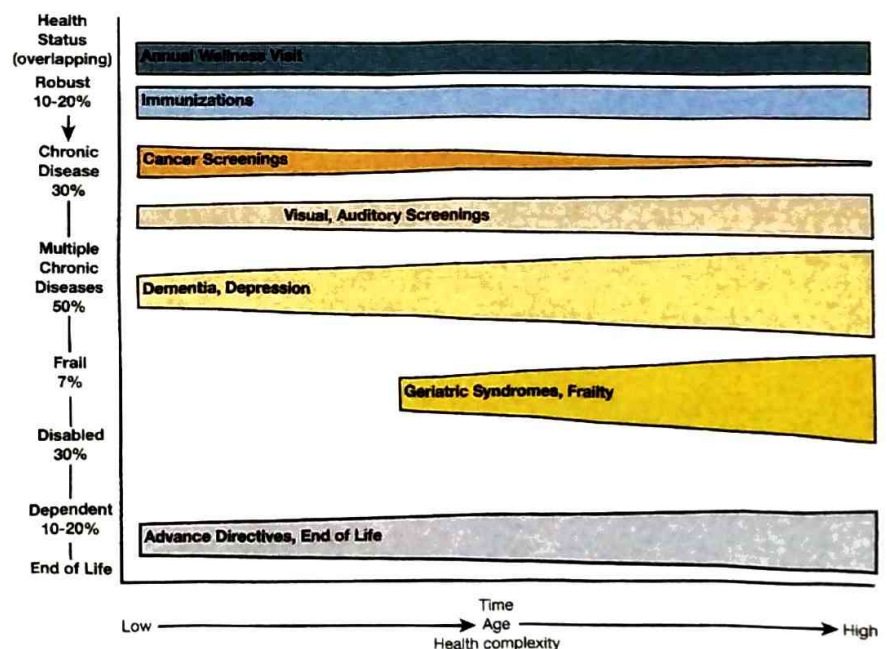 Health
Status
(overlapping)
Robust
10-20%
Chronic
Disease
30%
Multiple
Chronic
Diseases
50%
Frail
7%
Disabled
30%
Dependent
10-20%
End of Life
Annual Wellness Visit
Immunizations
Cancer Screenings
Visual, Auditory Screenings
Dementia, Depression
Geriatric Syndromes, Frailty
Advance Directives, End of Life
Low
Time
Age
Health complexity
High